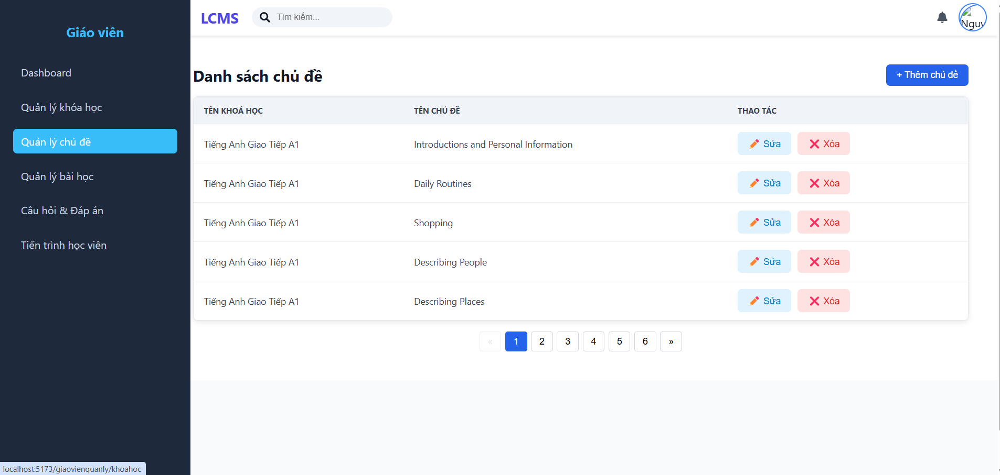 Giáo viên
Dashboard
Quản lý khóa học
Quản lý chủ đề
Quản lý bài học
Câu hỏi & Đáp án
Tiến trình học viên
localhost:5173/giaovienquanly/khoahoc
LCMS
Tìm kiếm...
Nguy
Danh sách chủ đề
+ Thêm chủ đề
TÊN KHOÁ HỌC TÊN CHỦ ĐỀ THAO TÁC
Tiếng Anh Giao Tiếp A1 Introductions and Personal Information Sửa Xóa
Tiếng Anh Giao Tiếp A1 Daily Routines Sửa Xóa
Tiếng Anh Giao Tiếp A1 Shopping Sửa Xóa
Tiếng Anh Giao Tiếp A1 Describing People Sửa Xóa
Tiếng Anh Giao Tiếp A1 Describing Places Sửa Xóa
« 1 2 3 4 5 6 »